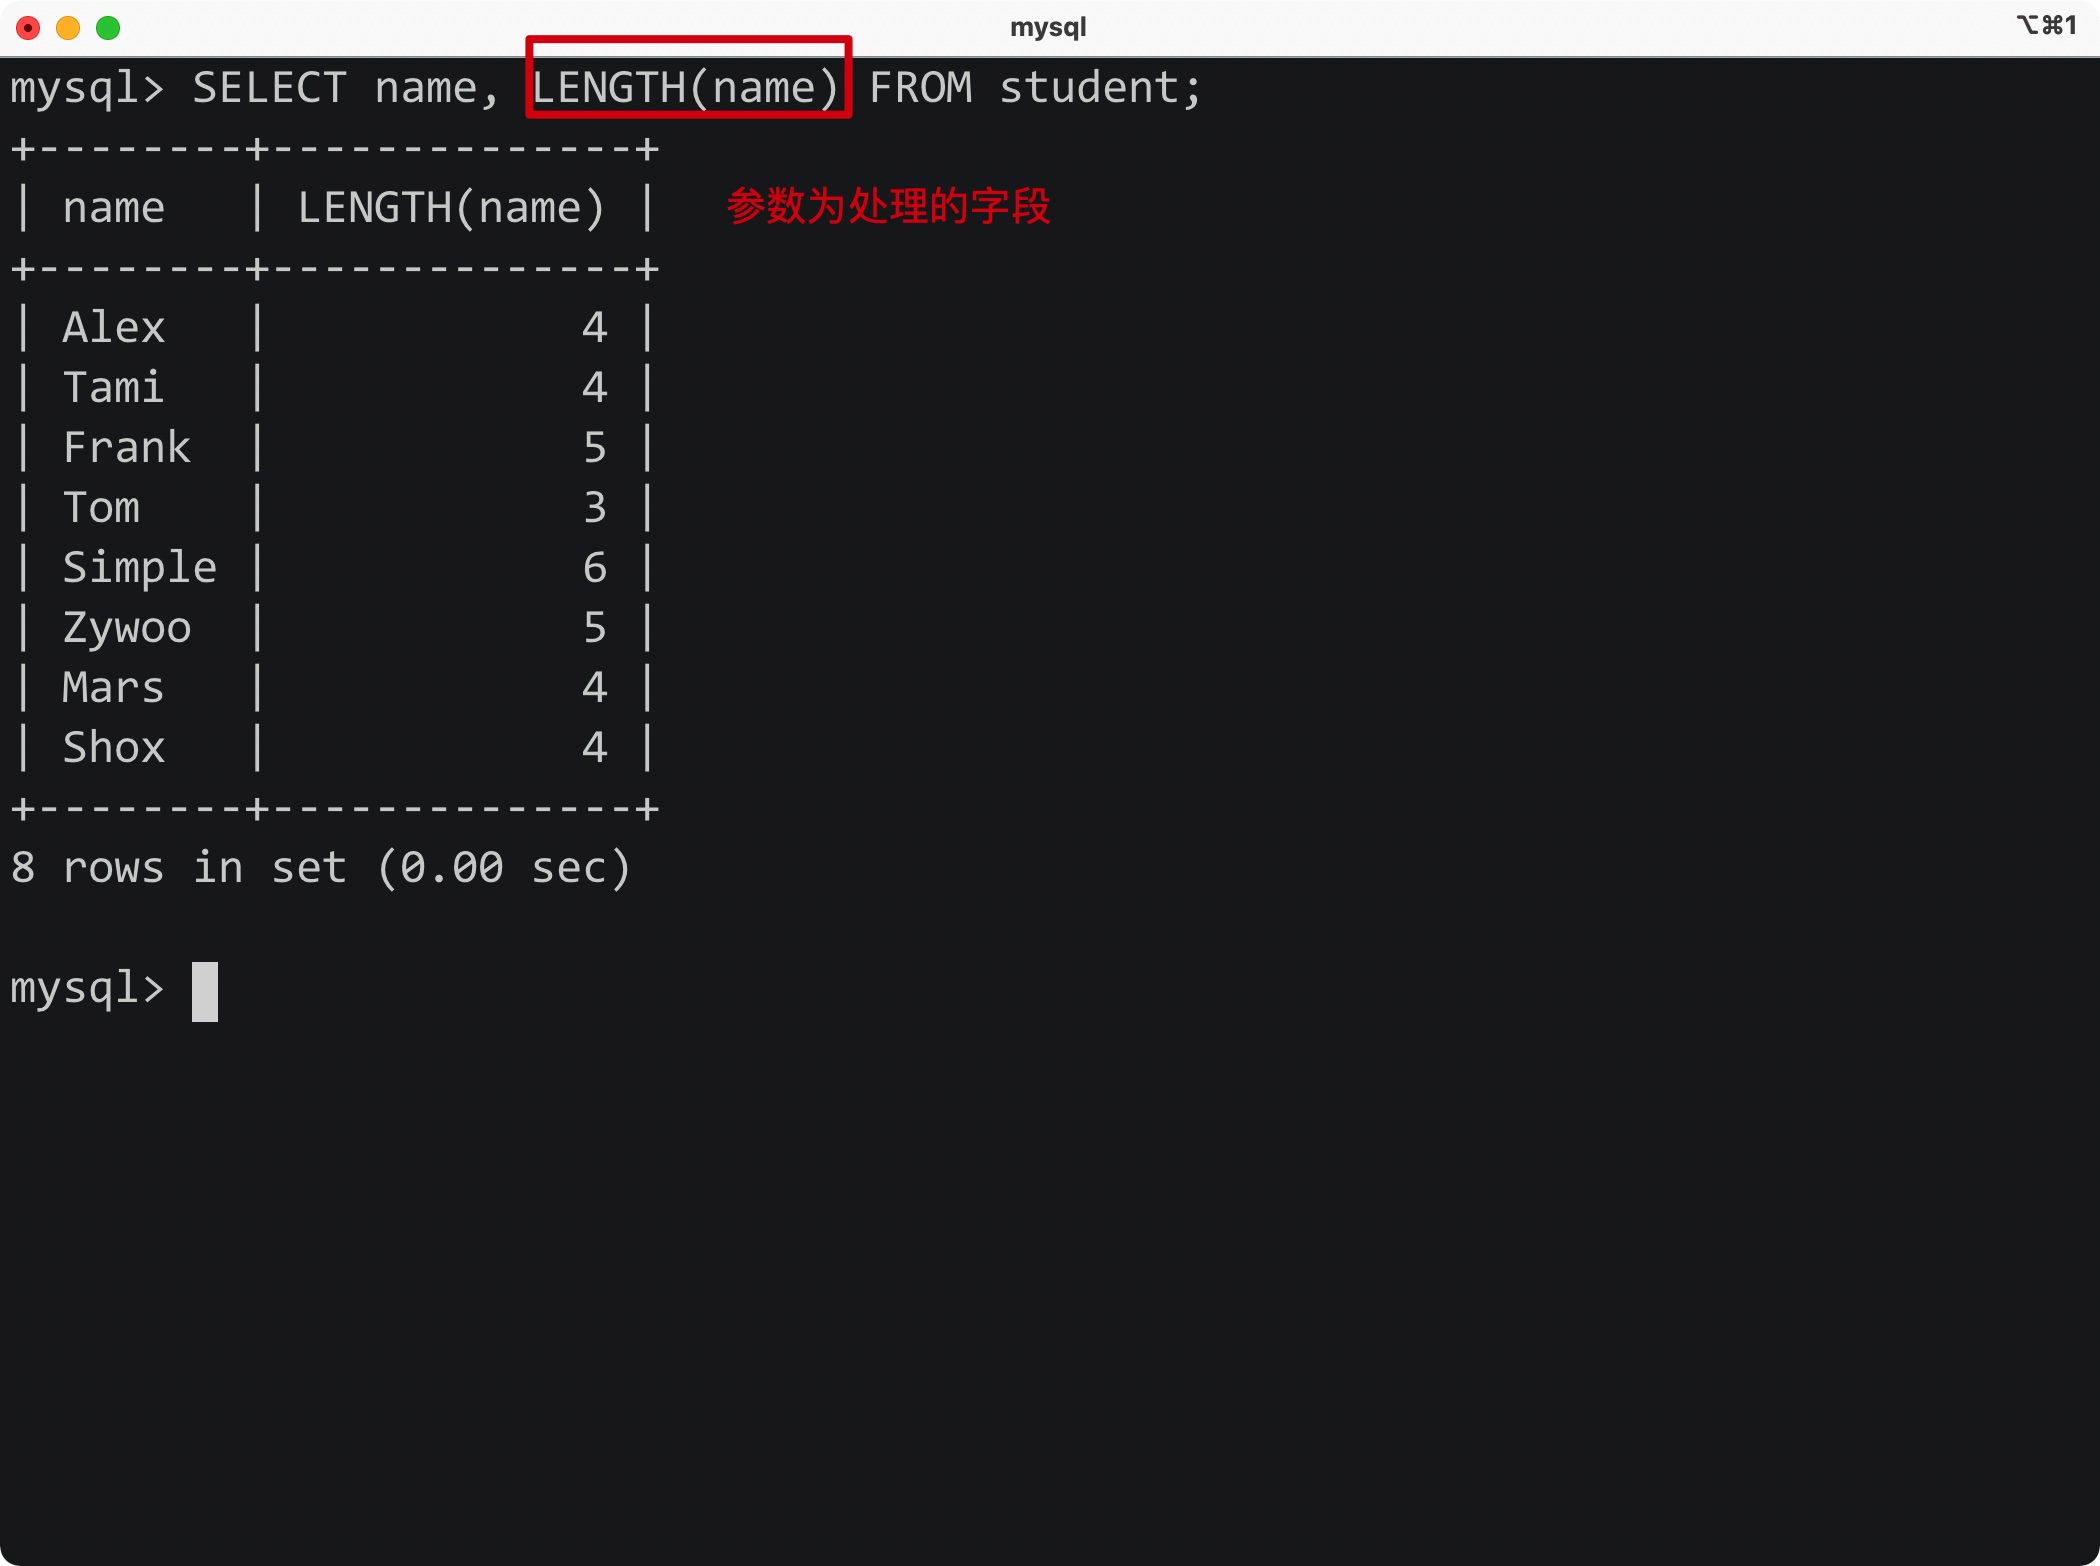 mysql
⌥⌘1
mysql> SELECT name, LENGTH(name) FROM student;
+--------+--------------+
| name   | LENGTH(name) |
参数为处理的字段
+--------+--------------+
| Alex   |            4 |
| Tami   |            4 |
| Frank  |            5 |
| Tom    |            3 |
| Simple |            6 |
| Zywoo  |            5 |
| Mars   |            4 |
| Shox   |            4 |
+--------+--------------+
8 rows in set (0.00 sec)
mysql>